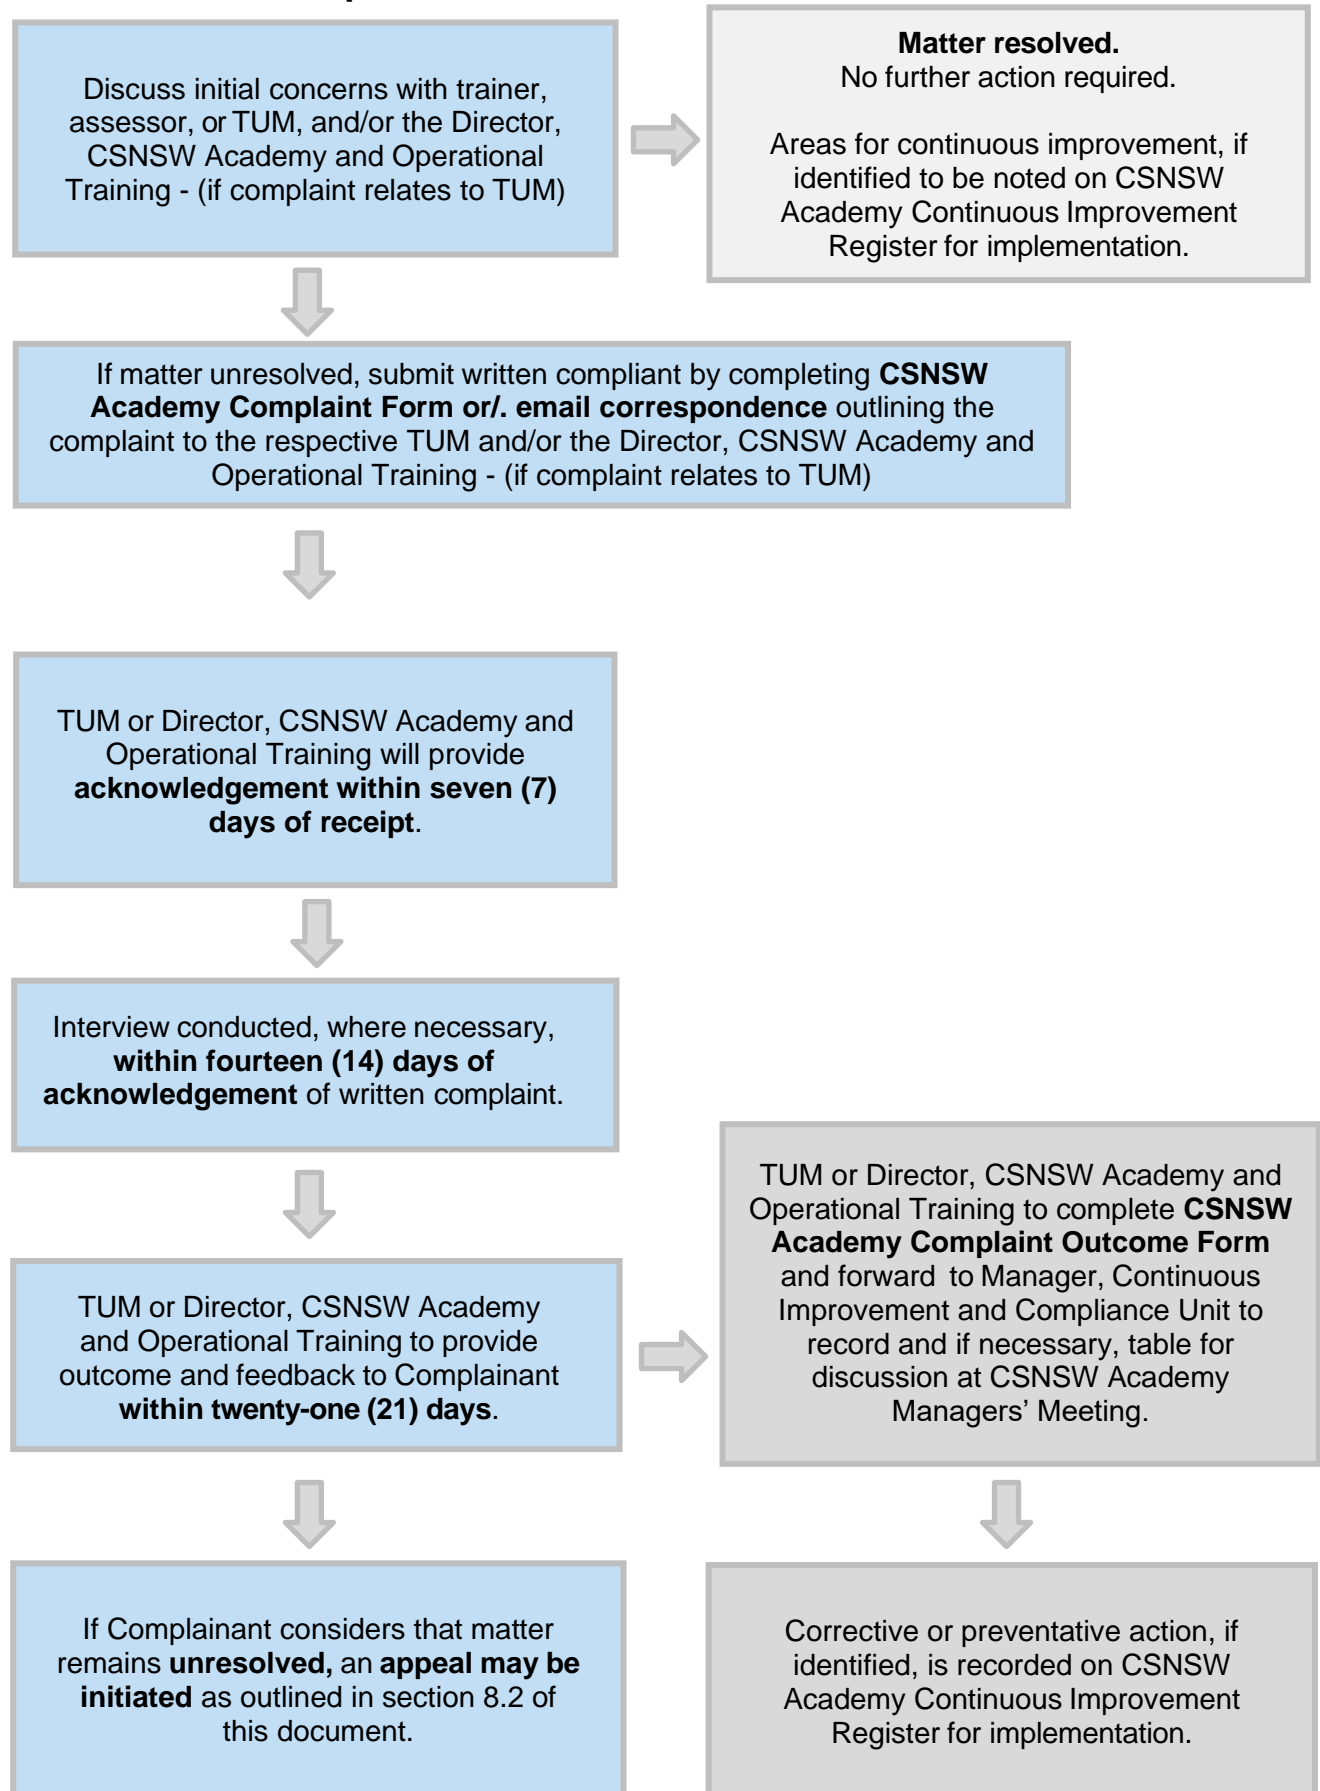 Discuss initial concerns with trainer,
assessor, or TUM, and/or the Director,
CSNSW Academy and Operational
Training - (if complaint relates to TUM)
Matter resolved.
No further action required.
Areas for continuous improvement, if
identified to be noted on CSNSW
Academy Continuous Improvement
Register for implementation.
If matter unresolved, submit written compliant by completing CSNSW
Academy Complaint Form or/. email correspondence outlining the
complaint to the respective TUM and/or the Director, CSNSW Academy and
Operational Training - (if complaint relates to TUM)
TUM or Director, CSNSW Academy and
Operational Training will provide
acknowledgement within seven (7)
days of receipt.
Interview conducted, where necessary,
within fourteen (14) days of
acknowledgement of written complaint.
TUM or Director, CSNSW Academy
and Operational Training to provide
outcome and feedback to Complainant
within twenty-one (21) days.
TUM or Director, CSNSW Academy and
Operational Training to complete CSNSW
Academy Complaint Outcome Form
and forward to Manager, Continuous
Improvement and Compliance Unit to
record and if necessary, table for
discussion at CSNSW Academy
Managers’ Meeting.
If Complainant considers that matter
remains unresolved, an appeal may be
initiated as outlined in section 8.2 of
this document.
Corrective or preventative action, if
identified, is recorded on CSNSW
Academy Continuous Improvement
Register for implementation.